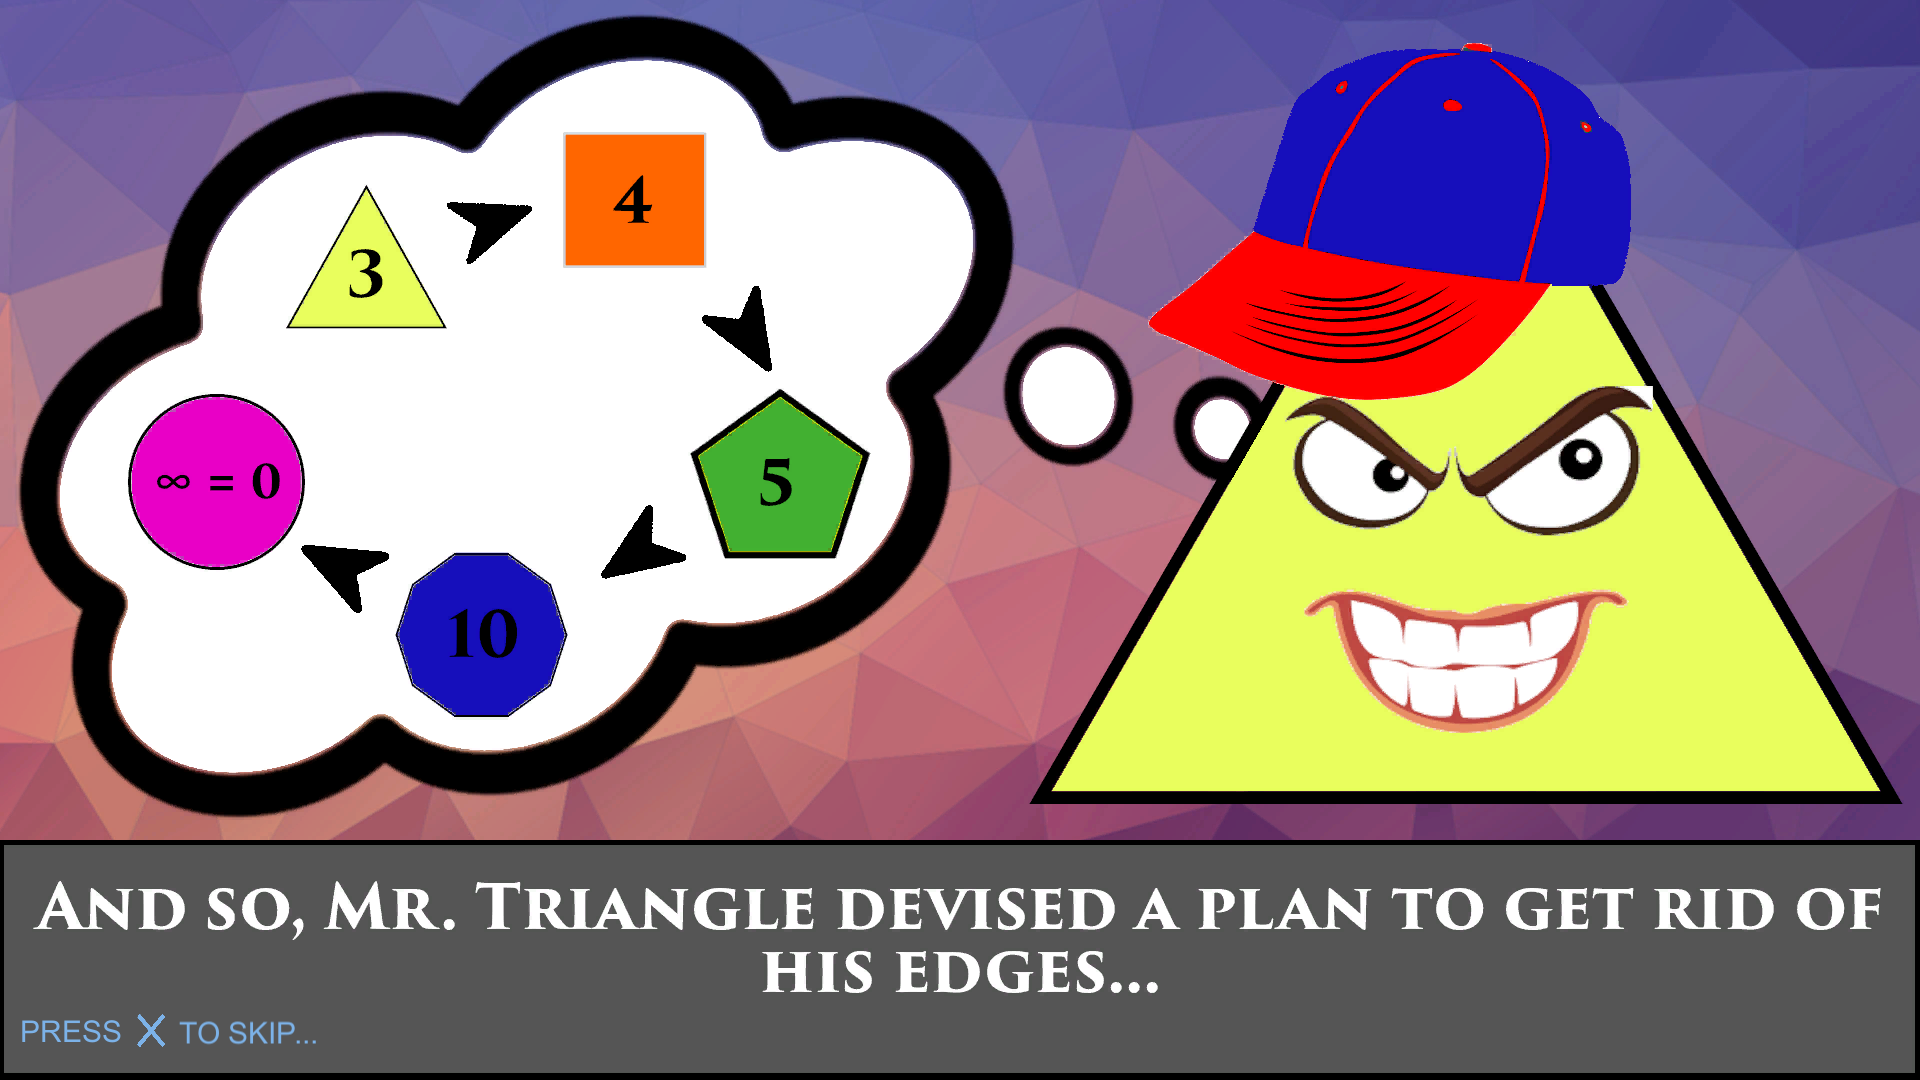 3
4
5
10
∞ = 0
And so, Mr. Triangle devised a plan to get rid of
his edges...
PRESS X TO SKIP...